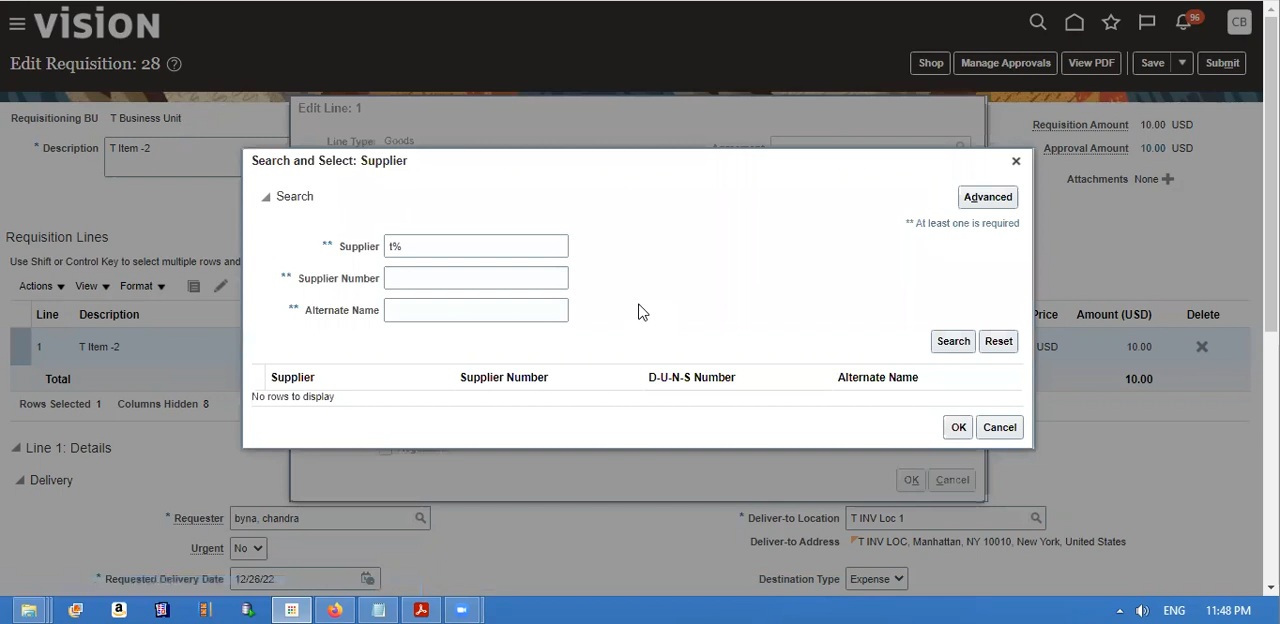 vision
96
CB
Edit Requisition: 28 ?
Shop Manage Approvals View PDF Save Submit
Requisitioning BU T Business Unit
* Description T Item -2
Requisition Amount 10.00 USD
Approval Amount 10.00 USD
Attachments None
Edit Line: 1
Line Type: Goods
Agreement
Search and Select: Supplier
Search
Advanced
** At least one is required
** Supplier t%
** Supplier Number
** Alternate Name
Search Reset
Supplier Supplier Number D-U-N-S Number Alternate Name
No rows to display
OK Cancel
OK Cancel
Requisition Lines
Use Shift or Control Key to select multiple rows and
Actions View Format
Line Description Price Amount (USD) Delete
1 T Item -2 USD 10.00
Total 10.00
Rows Selected 1 Columns Hidden 8
Line 1: Details
Delivery
* Requester byna, chandra
* Deliver-to Location T INV Loc 1
Urgent No
Deliver-to Address T INV LOC, Manhattan, NY 10010, New York, United States
* Requested Delivery Date 12/26/22
Destination Type Expense
ENG 11:48 PM